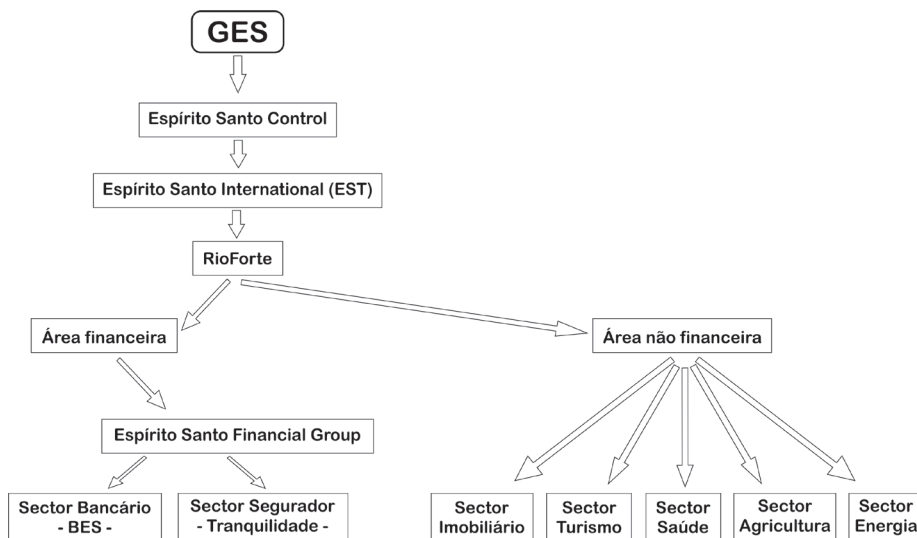 GES
Espírito Santo Control
Espírito Santo International (EST)
RioForte
Área financeira
Área não financeira
Espírito Santo Financial Group
Sector Bancário
- BES -
Sector Segurador
- Tranquilidade -
Sector
Imobiliário
Sector
Turismo
Sector
Saúde
Sector
Agricultura
Sector
Energia